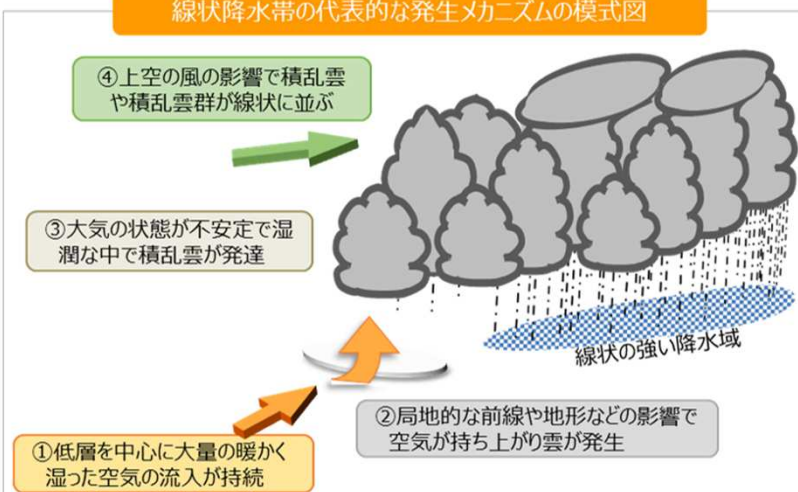 線状降水帯の代表的な発生メカニズムの模式図
④上空の風の影響で積乱雲
や積乱雲群が線状に並ぶ
③大気の状態が不安定で湿
潤な中で積乱雲が発達
線状の強い降水域
②局地的な前線や地形などの影響で
空気が持ち上がり雲が発生
①低層を中心に大量の暖かく
湿った空気の流入が持続